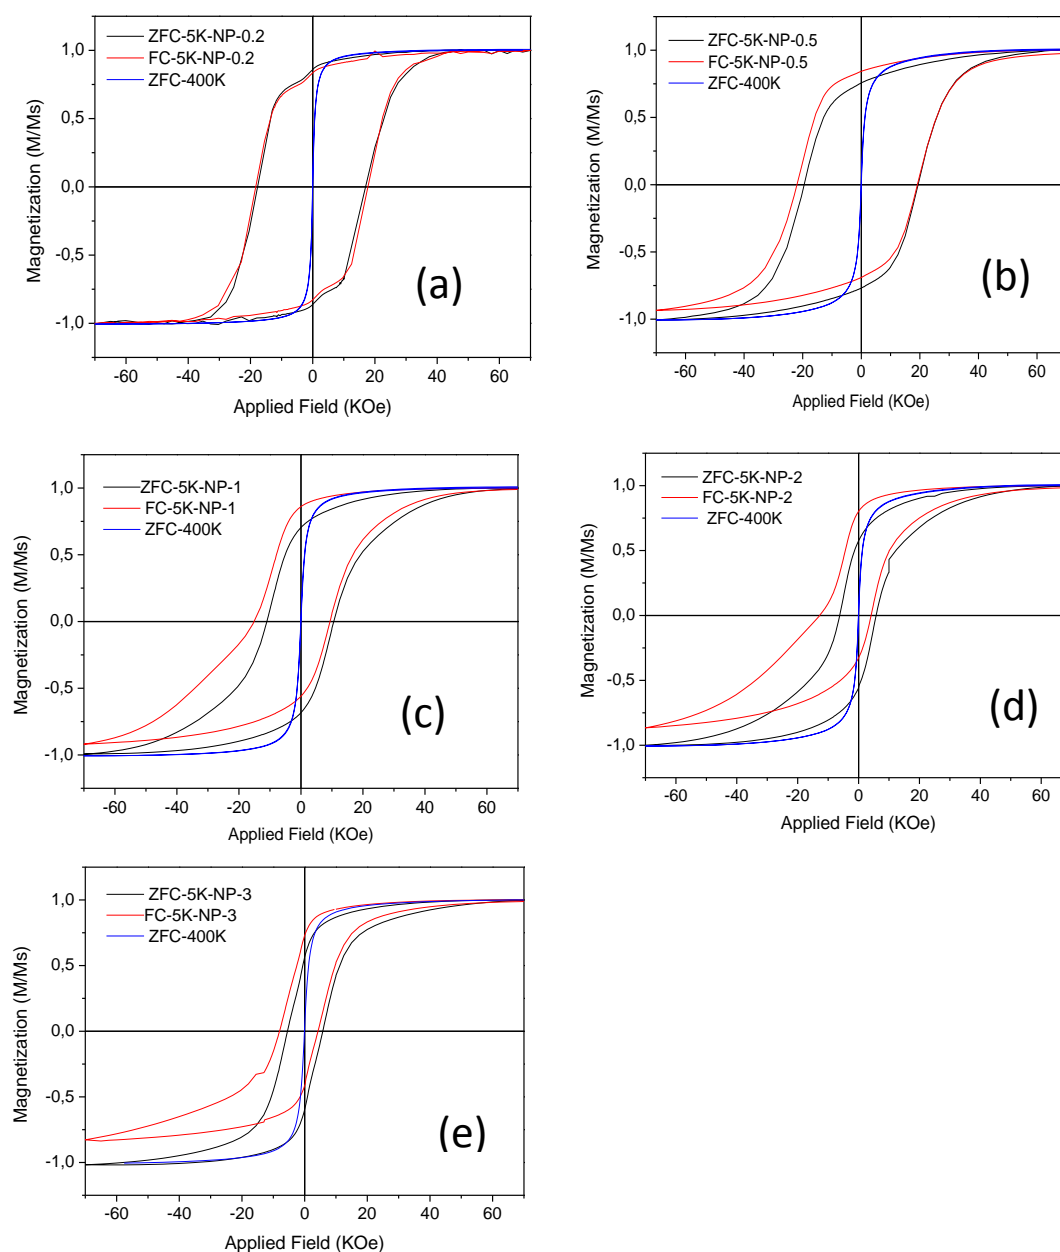 ZFC-5K-NP-0.2
FC-5K-NP-0.2
ZFC-400K
1,0
0,5
0,0
-0,5
-1,0
Magnetization (M/Ms)
(a)
-60 -40 -20 0 20 40 60
Applied Field (KOe)
ZFC-5K-NP-0.5
FC-5K-NP-0.5
ZFC-400K
1,0
0,5
0,0
-0,5
-1,0
Magnetization (M/Ms)
(b)
-60 -40 -20 0 20 40 60
Applied Field (KOe)
ZFC-5K-NP-1
FC-5K-NP-1
ZFC-400K
1,0
0,5
0,0
-0,5
-1,0
Magnetization (M/Ms)
(c)
-60 -40 -20 0 20 40 60
Applied Field (KOe)
ZFC-5K-NP-2
FC-5K-NP-2
ZFC-400K
1,0
0,5
0,0
-0,5
-1,0
Magnetization (M/Ms)
(d)
-60 -40 -20 0 20 40 60
Applied Field (KOe)
ZFC-5K-NP-3
FC-5K-NP-3
ZFC-400K
1,0
0,5
0,0
-0,5
-1,0
Magnetization (M/Ms)
(e)
-60 -40 -20 0 20 40 60
Applied Field (KOe)